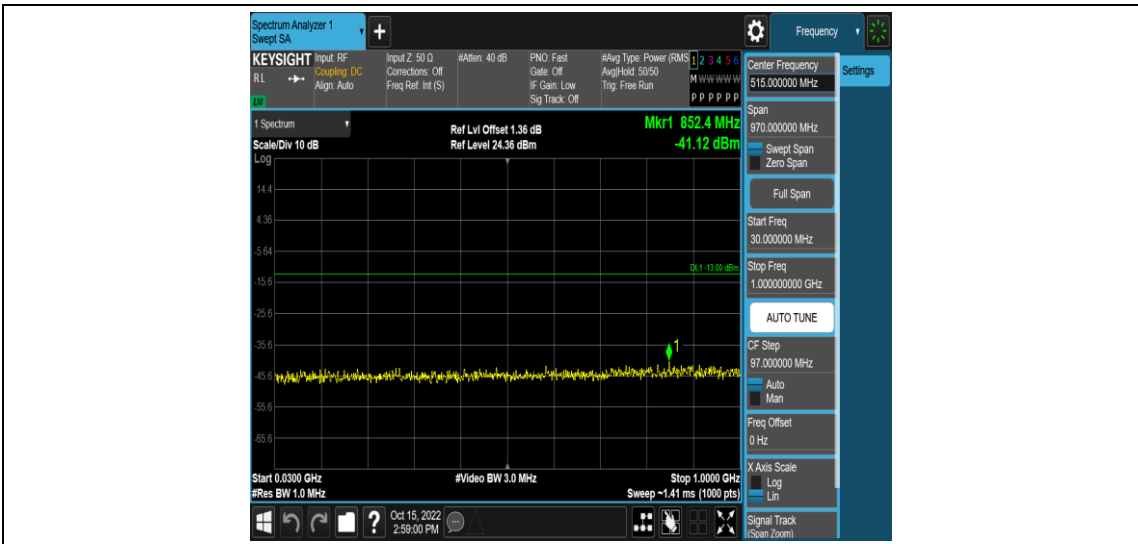 Spectrum Analyzer 1
Swept SA
+
Frequency
KEYSIGHT Input: RF
RL
Coupling: DC
Align: Auto
LXI
Input Z: 50 Ω
Corrections: Off
Freq Ref: Int (S)
#Atten: 40 dB
PNO: Fast
Gate: Off
IF Gain: Low
Sig Track: Off
#Avg Type: Power (RMS
Avg|Hold: 50/50
Trig: Free Run
1 2 3 4 5 6
M W W W W W
P P P P P P
Center Frequency
515.000000 MHz
Settings
1 Spectrum
Scale/Div 10 dB
Log
Ref Lvl Offset 1.36 dB
Ref Level 24.36 dBm
Mkr1 852.4 MHz
-41.12 dBm
14.4
4.36
-5.64
DL1 -13.00 dBm
-15.6
-25.6
-35.6
1
-45.6
-55.6
-65.6
Start 0.0300 GHz
#Res BW 1.0 MHz
#Video BW 3.0 MHz
Stop 1.0000 GHz
Sweep ~1.41 ms (1000 pts)
Span
970.000000 MHz
Swept Span
Zero Span
Full Span
Start Freq
30.000000 MHz
Stop Freq
1.000000000 GHz
AUTO TUNE
CF Step
97.000000 MHz
Auto
Man
Freq Offset
0 Hz
X Axis Scale
Log
Lin
Signal Track
(Span Zoom)
?
Oct 15, 2022
2:59:00 PM